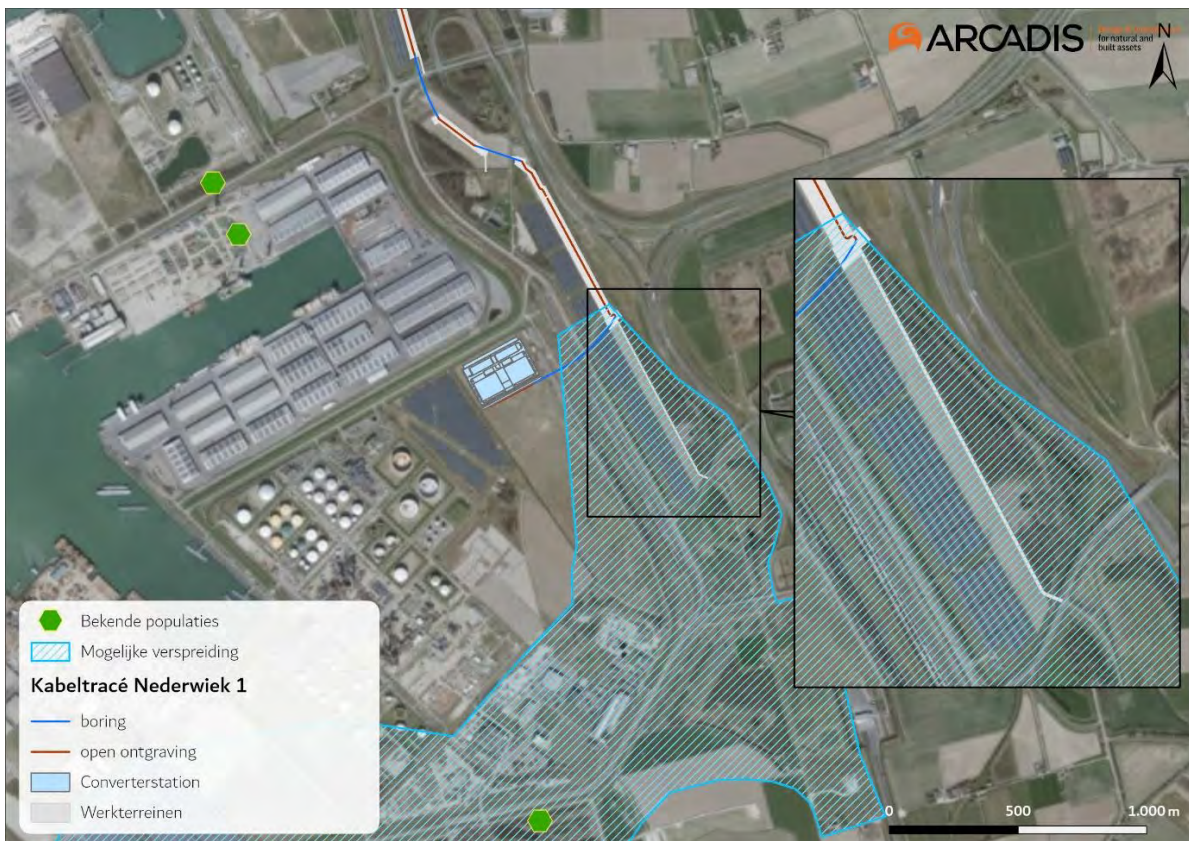 ARCADIS
for natural and
built assets
N
Bekende populaties
Mogelijke verspreiding
Kabeltracé Nederwiek 1
boring
open ontgraving
Converterstation
Werkterreinen
0 500 1.000 m